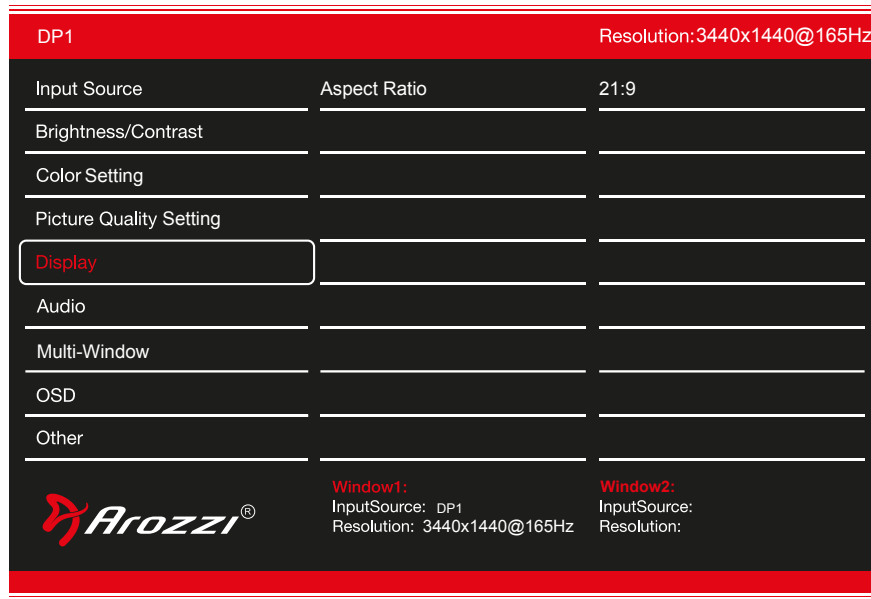 DP1 Resolution:3440x1440@165Hz
Input Source Aspect Ratio 21:9
Brightness/Contrast
Color Setting
Picture Quality Setting
Display
Audio
Multi-Window
OSD
Other
Arozzi®
Window1:
InputSource: DP1
Resolution: 3440x1440@165Hz
Window2:
InputSource:
Resolution: